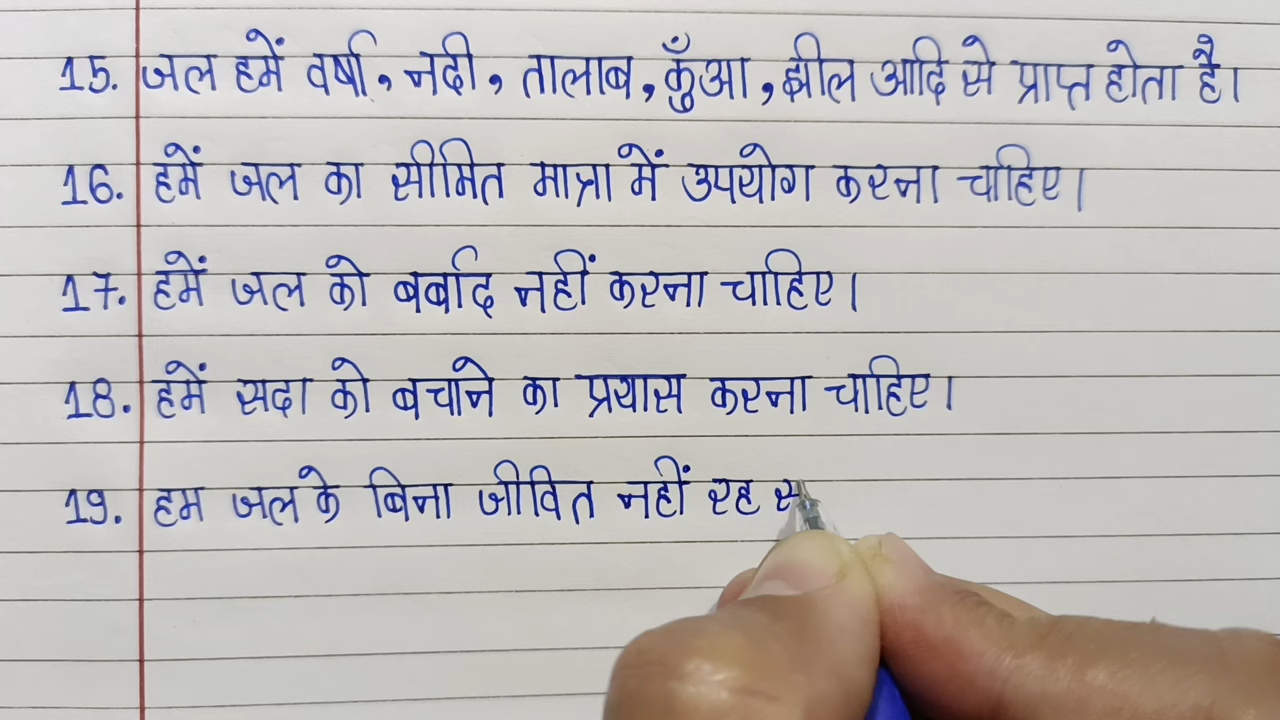 15. जल हमें वर्षा, नदी, तालाब, कुँआ, झील आदि से प्राप्त होता है।
16. हमें जल का सीमित मात्रा में उपयोग करना चाहिए।
17. हमें जल को बर्बाद नहीं करना चाहिए।
18. हमें सदा को बचाने का प्रयास करना चाहिए।
19. हम जल के बिना जीवित नहीं रह स